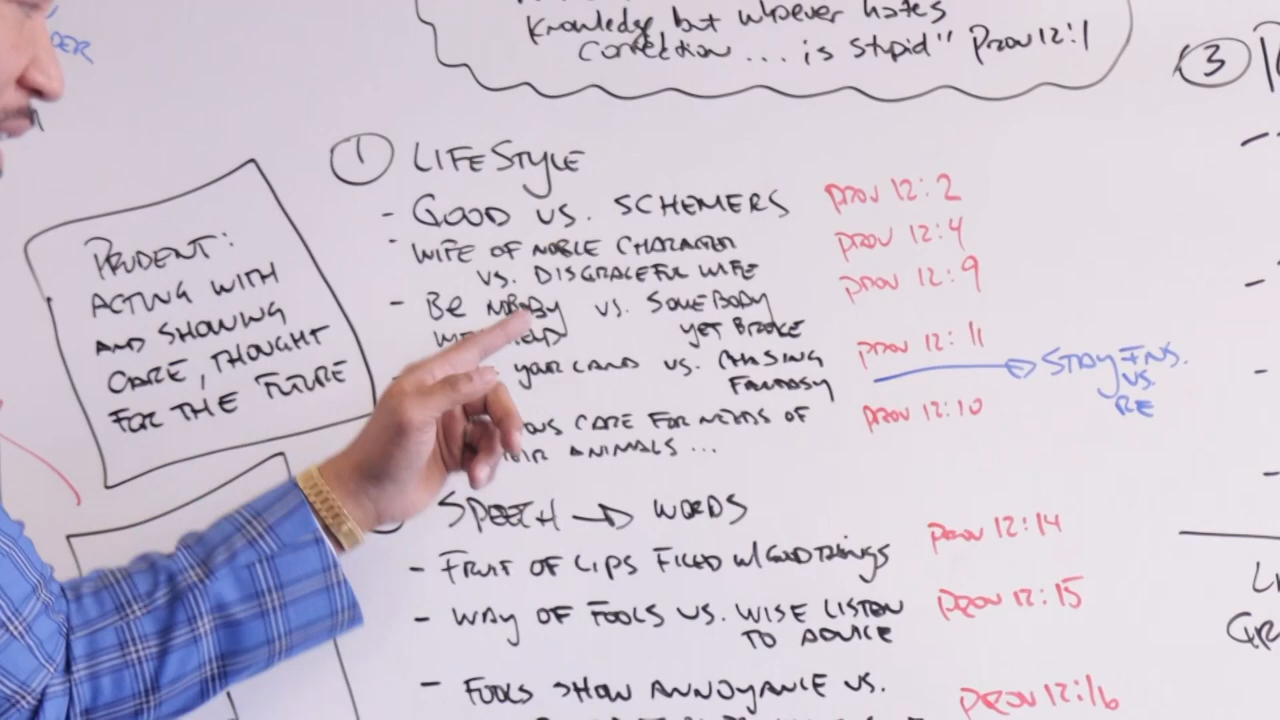 knowledge but whoever hates
correction ... is stupid" Prov 12:1
3
1 LIFESTYLE
- GOOD VS. SCHEMERS PROV 12:2
- WIFE OF NOBLE CHARACTER PROV 12:4
VS. DISGRACEFUL WIFE
- BE NOBODY VS. SOMEBODY PROV 12:9
YET BROKE
YOUR LAND VS. CHASING PROV 12:11
FANTASY
STAY INS.
VS.
RE
CARE FOR NEEDS OF PROV 12:10
ANIMALS ...
PRUDENT:
ACTING WITH
AND SHOWING
CARE, THOUGHT
FOR THE FUTURE
SPEECH → WORDS
- FRUIT OF LIPS FILLED W/ GOOD THINGS PROV 12:14
- WAY OF FOOLS VS. WISE LISTEN PROV 12:15
TO ADVICE
- FOOLS SHOW ANNOYANCE VS. PROV 12:16